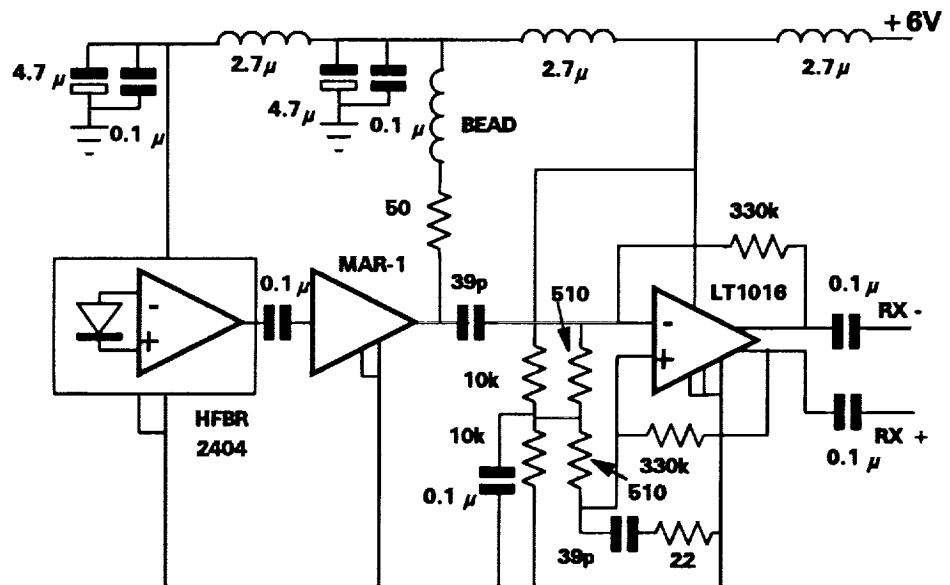 + 6V
2.7 μ
2.7 μ
2.7 μ
4.7 μ
0.1 μ
4.7 μ
0.1 μ
BEAD
50
330k
MAR-1
LT1016
0.1 μ
39p
510
0.1 μ
RX -
-
+
-
+
10k
HFBR
2404
10k
330k
RX +
0.1 μ
510
0.1 μ
39p
22